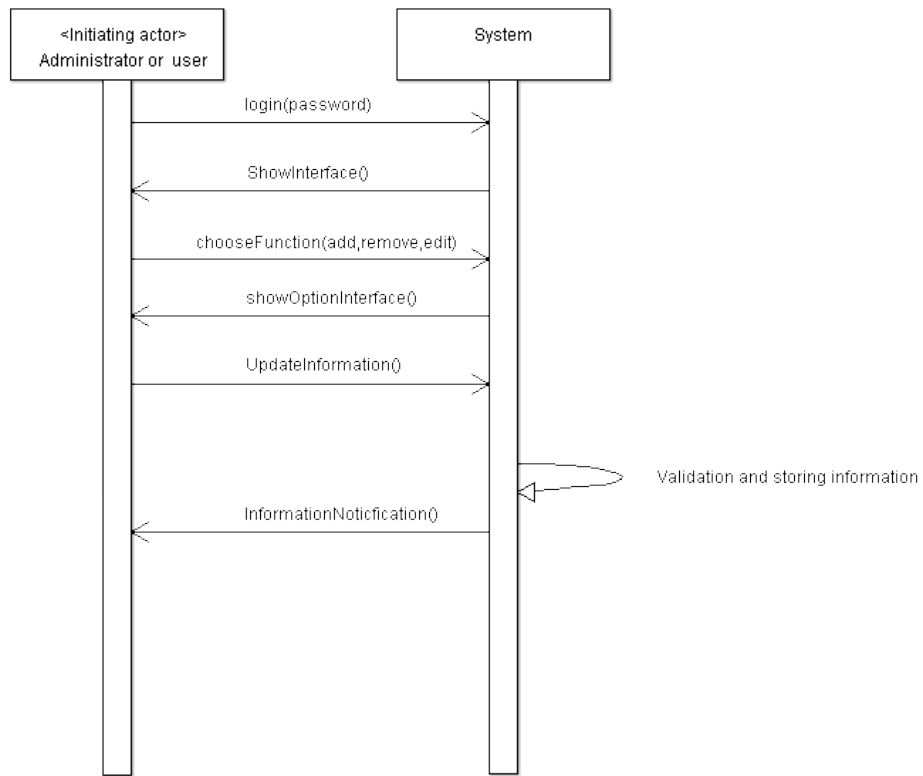 <Initiating actor>
Administrator or user
System
login(password)
ShowInterface()
chooseFunction(add,remove,edit)
showOptionInterface()
UpdateInformation()
Validation and storing information
InformationNoticfication()